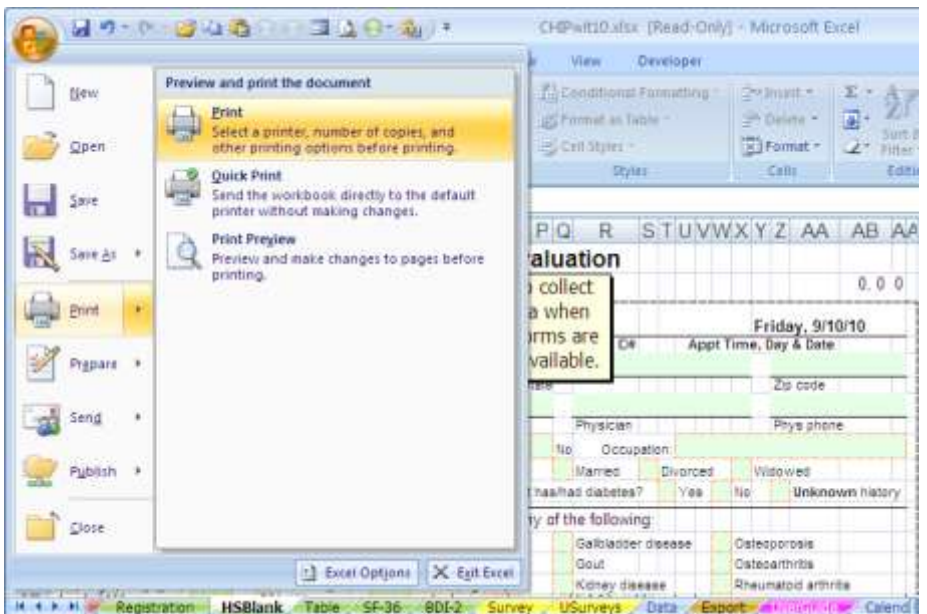 CHIPwit10.xlsx [Read-Only] - Microsoft Excel
View Developer
New
Open
Save
Save As
Print
Prepare
Send
Publish
Close
Preview and print the document
Print
Select a printer, number of copies, and
other printing options before printing.
Quick Print
Send the workbook directly to the default
printer without making changes.
Print Preview
Preview and make changes to pages before
printing.
Excel Options Exit Excel
Conditional Formatting
Format as Table
Cell Styles
Styles
Insert
Delete
Format
Cells
Σ
Sort
Filter
P Q R S T U V W X Y Z AA AB
aluation
collect
a when
orms are
vailable.
0. 0 0
Friday, 9/10/10
ID# Appt Time, Day & Date
Zip code
Physician Phys phone
No Occupation:
Married Divorced Widowed
has/had diabetes? Yes No Unknown history
y of the following:
Gallbladder disease Osteoporosis
Gout Osteoarthritis
Kidney disease Rheumatoid arthritis
Registration HSBlank Table SF-36 BDI-2 Survey USurveys Data Export Calend